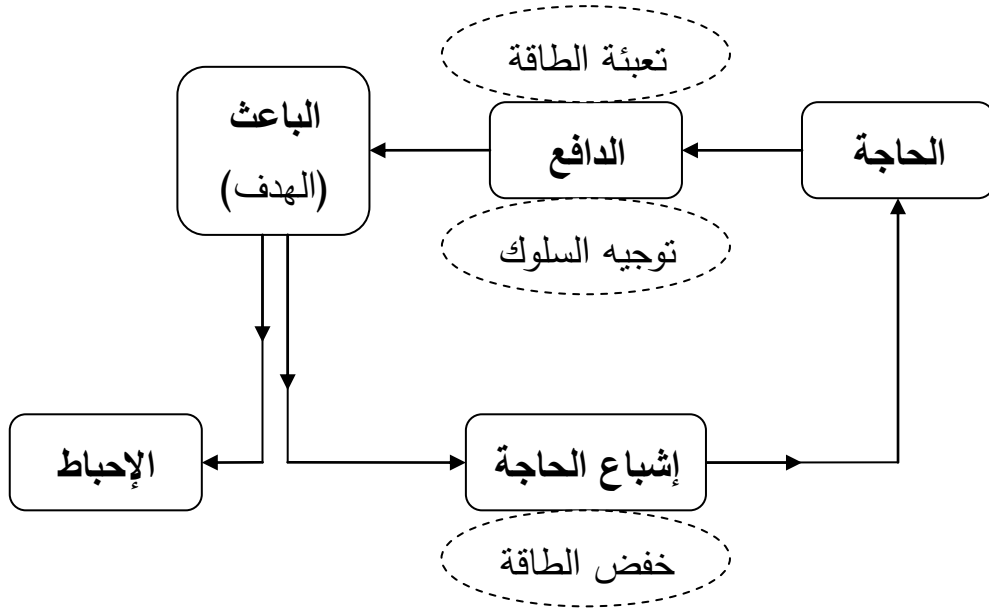 تعبئة الطاقة
الحاجة
الدافع
الباعث
(الهدف)
توجيه السلوك
إشباع الحاجة
الإحباط
خفض الطاقة